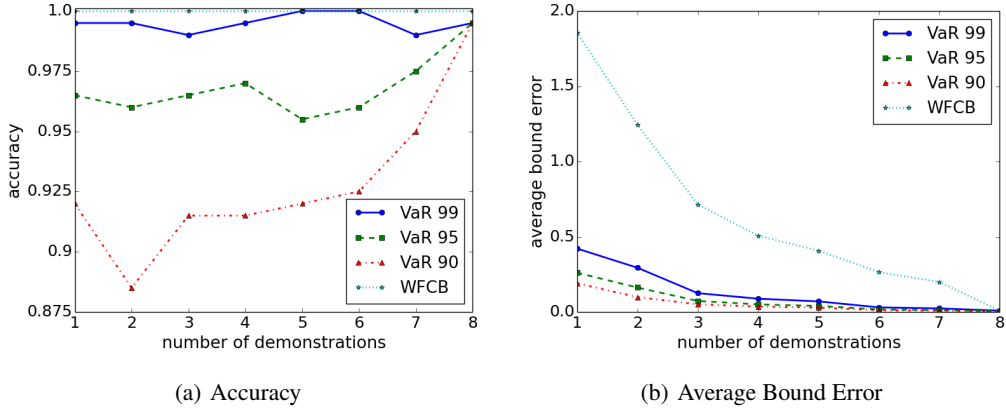 1.0
0.975
0.95
0.925
0.9
0.875
accuracy
1 2 3 4 5 6 7 8
number of demonstrations
VaR 99
VaR 95
VaR 90
WFCB
(a) Accuracy
2.0
1.5
1.0
0.5
0.0
average bound error
1 2 3 4 5 6 7 8
number of demonstrations
VaR 99
VaR 95
VaR 90
WFCB
(b) Average Bound Error